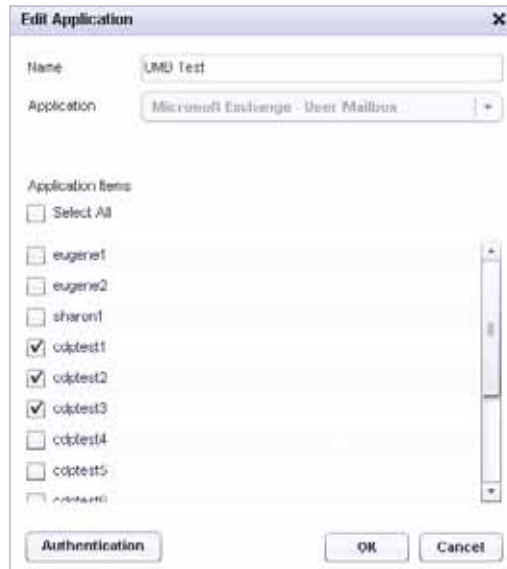 Edit Application
Name UMB Test
Application Microsoft Exchange - User Mailbox
Application Items
Select All
eugene1
eugene2
sharon1
cdptest1
cdptest2
cdptest3
cdptest4
cdptest5
Authentication OK Cancel